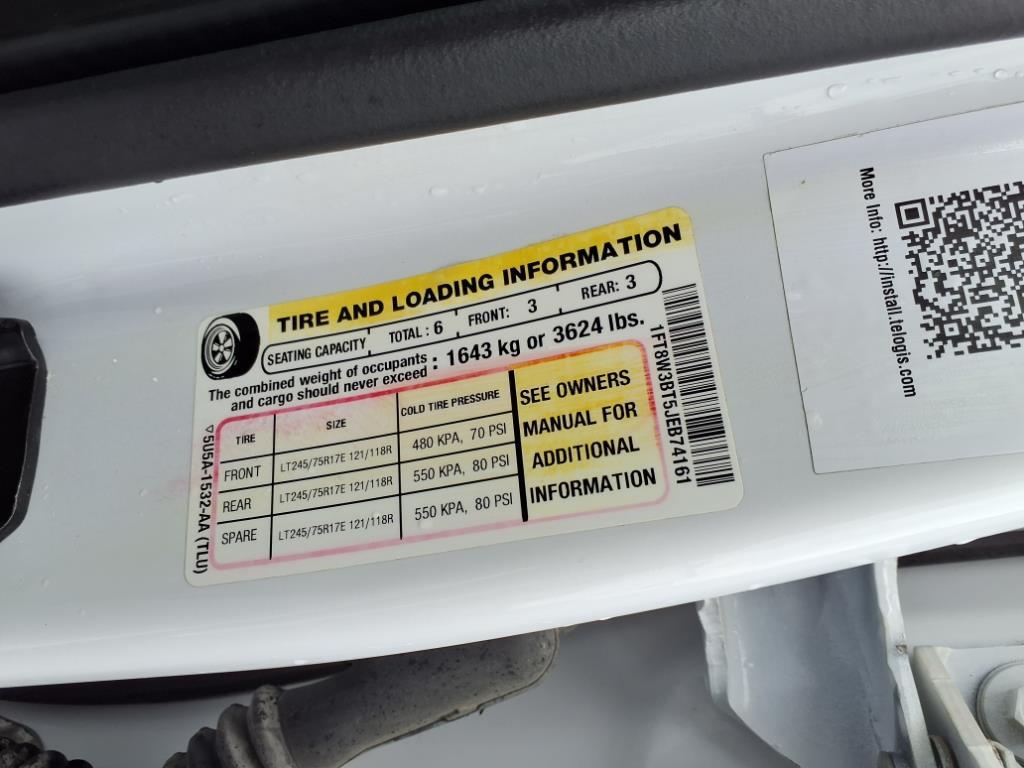 TIRE AND LOADING INFORMATION
SEATING CAPACITY TOTAL : 6 FRONT: 3 REAR: 3
The combined weight of occupants
and cargo should never exceed : 1643 kg or 3624 lbs.
TIRE SIZE COLD TIRE PRESSURE
FRONT LT245/75R17E 121/118R 480 KPA, 70 PSI
REAR LT245/75R17E 121/118R 550 KPA, 80 PSI
SPARE LT245/75R17E 121/118R 550 KPA, 80 PSI
SEE OWNERS
MANUAL FOR
ADDITIONAL
INFORMATION
▽5U5A-1532-AA (TLU)
1FT8W3BT5JEB74161
More Info: http://install.telogis.com